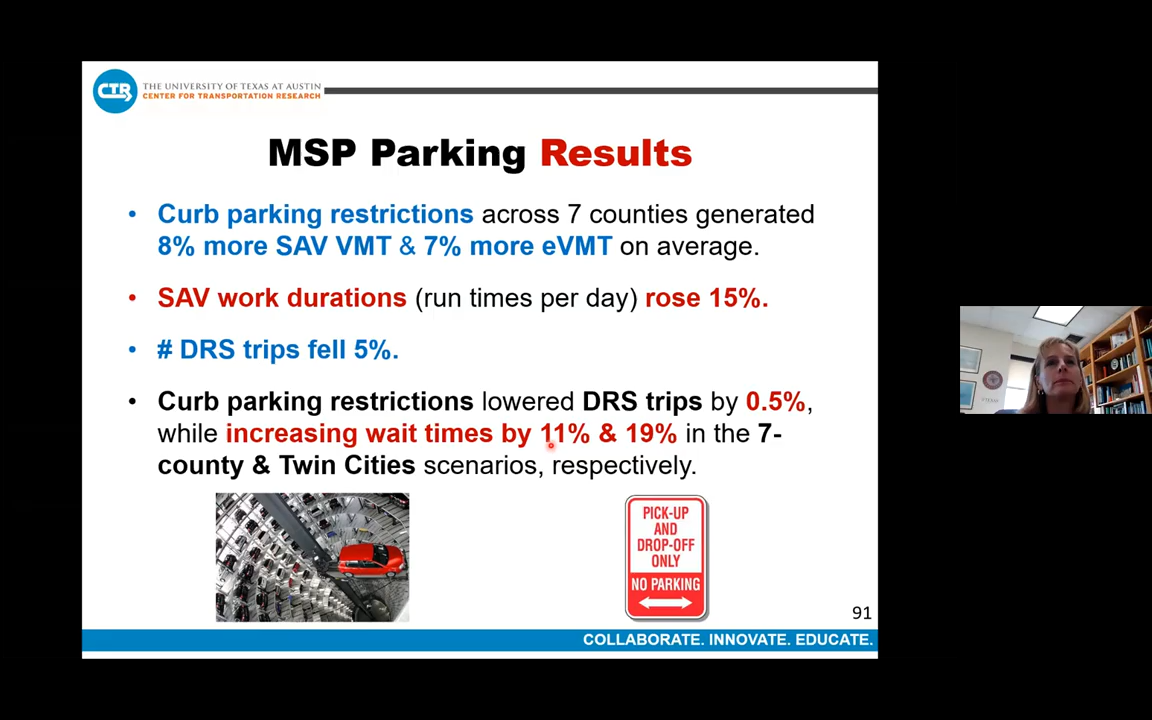 CTR
THE UNIVERSITY OF TEXAS AT AUSTIN
CENTER FOR TRANSPORTATION RESEARCH
MSP Parking Results
• Curb parking restrictions across 7 counties generated
8% more SAV VMT & 7% more eVMT on average.
• SAV work durations (run times per day) rose 15%.
• # DRS trips fell 5%.
• Curb parking restrictions lowered DRS trips by 0.5%,
while increasing wait times by 11% & 19% in the 7-
county & Twin Cities scenarios, respectively.
PICK-UP
AND
DROP-OFF
ONLY
NO PARKING
91
COLLABORATE. INNOVATE. EDUCATE.